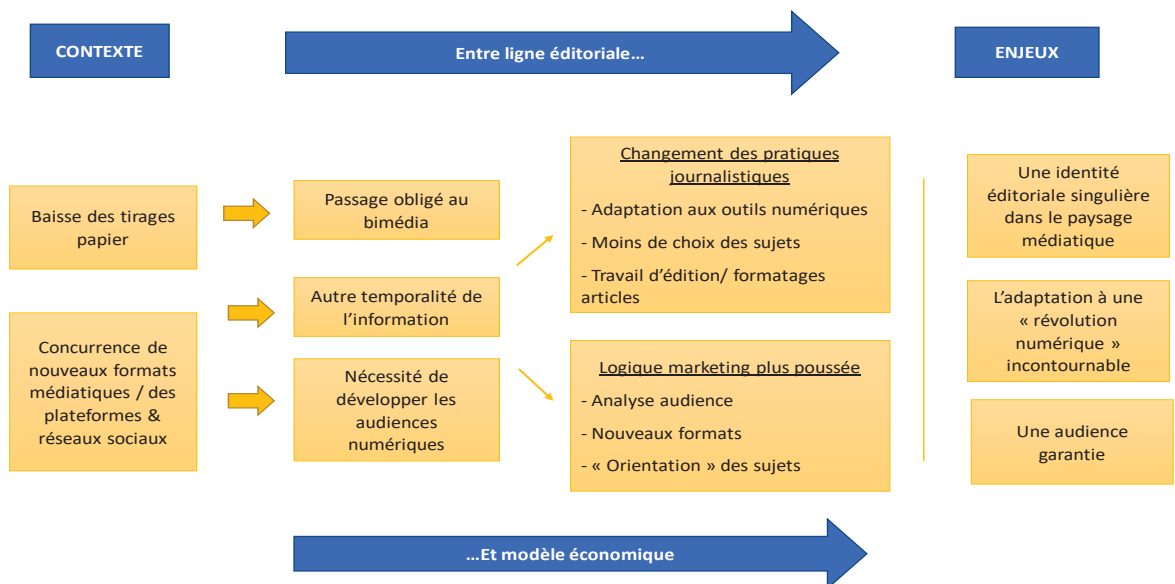 CONTEXTE
Entre ligne éditoriale...
ENJEUX
Baisse des tirages
papier
Concurrence de
nouveaux formats
médiatiques / des
plateformes &
réseaux sociaux
Passage obligé au
bimédia
Autre temporalité de
l'information
Nécessité de
développer les
audiences
numériques
Changement des pratiques
journalistiques
- Adaptation aux outils numériques
- Moins de choix des sujets
- Travail d'édition/ formatages
articles
Logique marketing plus poussée
- Analyse audience
- Nouveaux formats
- « Orientation » des sujets
Une identité
éditoriale singulière
dans le paysage
médiatique
L'adaptation à une
« révolution
numérique »
incontournable
Une audience
garantie
...Et modèle économique